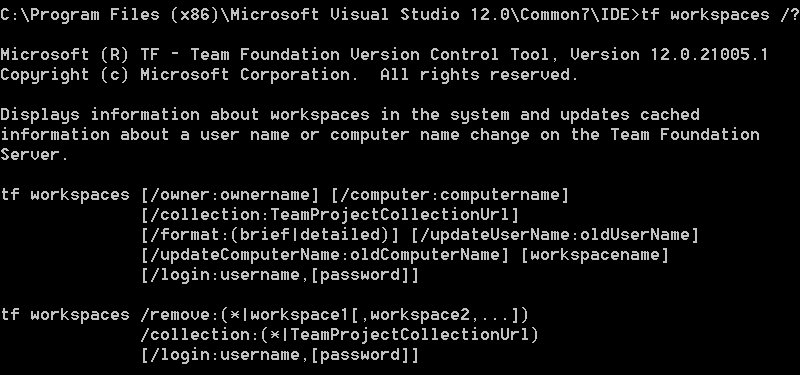 C:\Program Files (x86)\Microsoft Visual Studio 12.0\Common7\IDE>tf workspaces /?
Microsoft (R) TF - Team Foundation Version Control Tool, Version 12.0.21005.1
Copyright (c) Microsoft Corporation.  All rights reserved.
Displays information about workspaces in the system and updates cached
information about a user name or computer name change on the Team Foundation
Server.
tf workspaces [/owner:ownername] [/computer:computername]
[/collection:TeamProjectCollectionUrl]
[/format:(brief|detailed)] [/updateUserName:oldUserName]
[/updateComputerName:oldComputerName] [workspacename]
[/login:username,[password]]
tf workspaces /remove:(*|workspace1[,workspace2,...])
/collection:(*|TeamProjectCollectionUrl)
[/login:username,[password]]